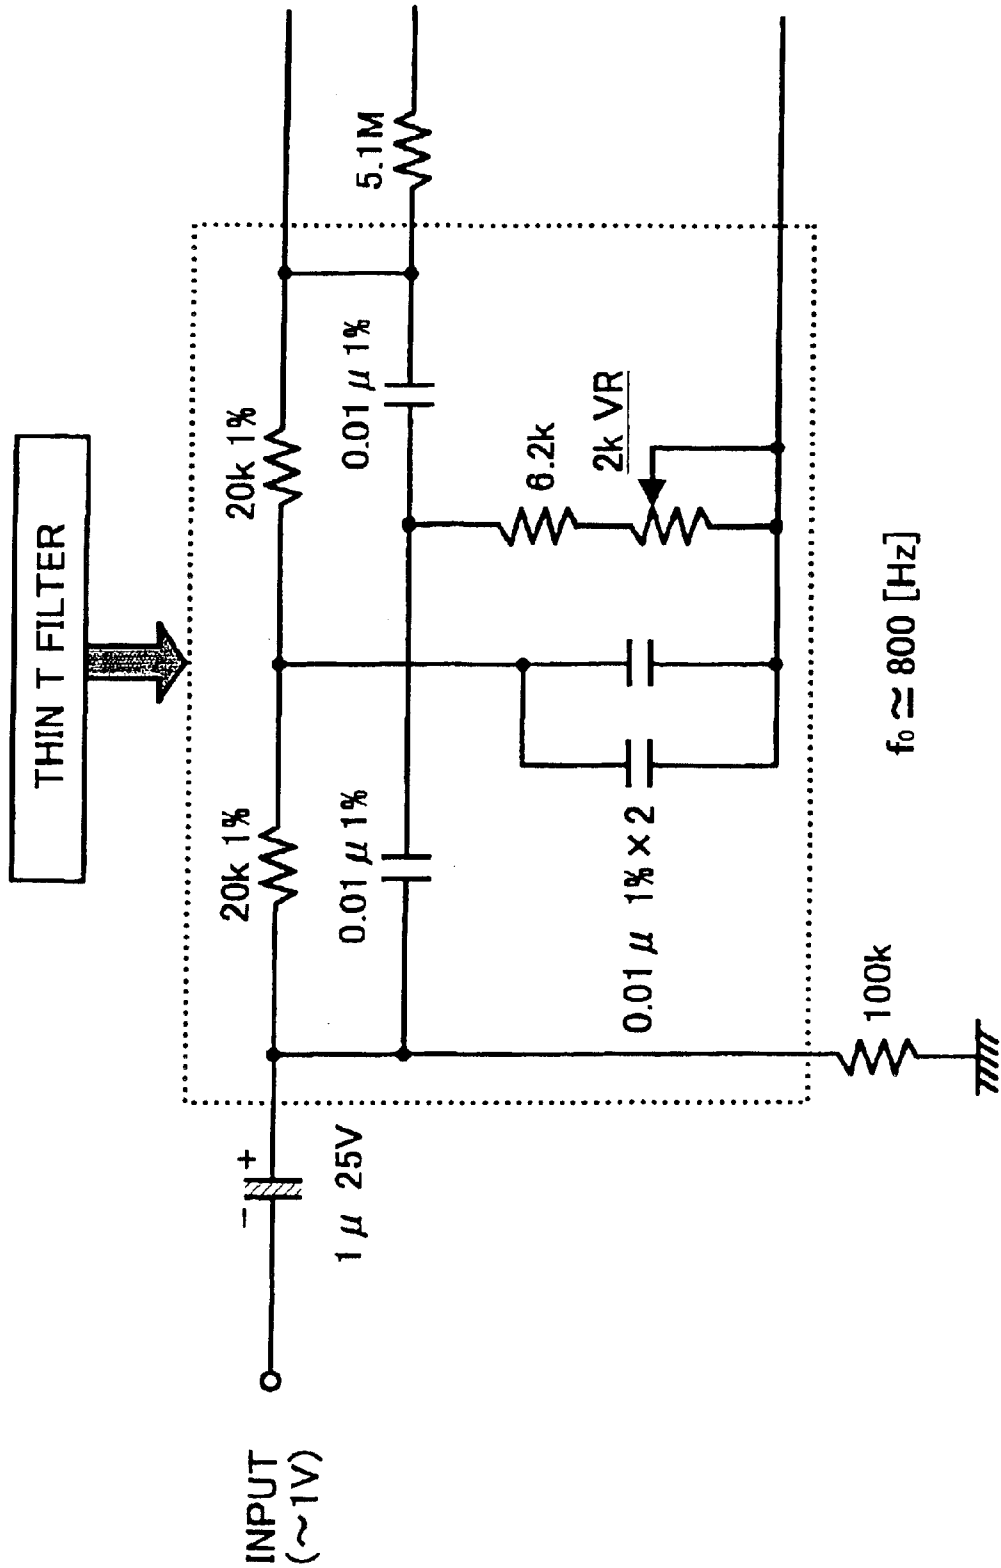 THIN T FILTER
INPUT
(~1V)
− +
1 μ 25V
20k 1%
20k 1%
0.01 μ 1%
0.01 μ 1%
5.1M
0.01 μ 1% × 2
6.2k
2k VR
100k
f₀ ≃ 800 [Hz]